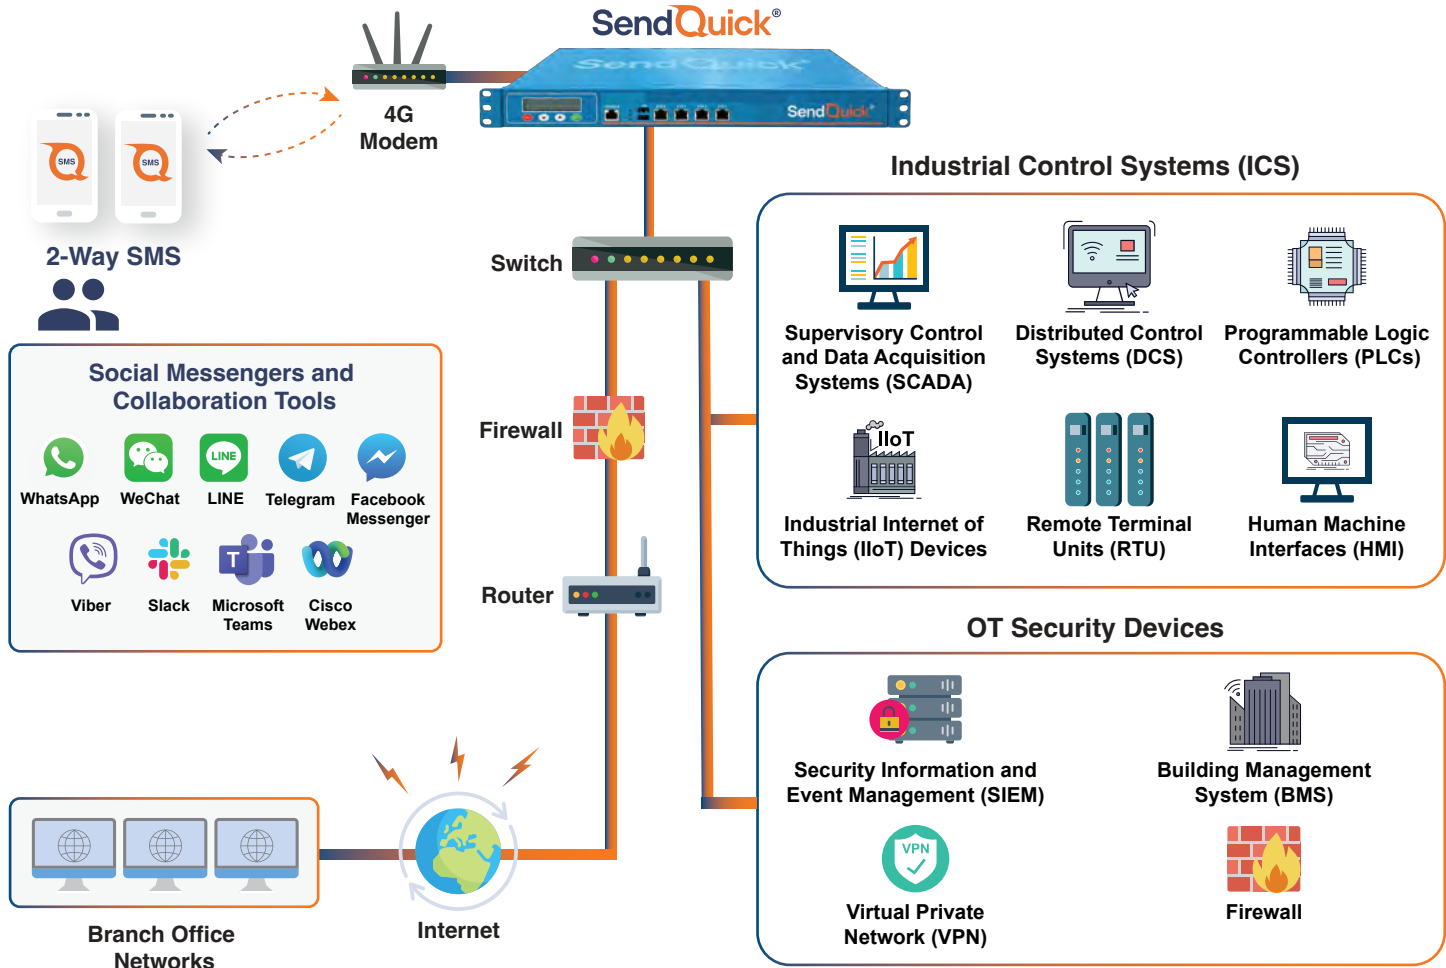 SendQuick®
SendQuick®
SendQuick®
4G
Modem
SMS
SMS
2-Way SMS
Switch
Firewall
Router
Social Messengers and
Collaboration Tools
WhatsApp
WeChat
LINE
LINE
Telegram
Facebook
Messenger
Viber
Slack
T
Microsoft
Teams
Cisco
Webex
Internet
Branch Office
Networks
Industrial Control Systems (ICS)
Supervisory Control
and Data Acquisition
Systems (SCADA)
Distributed Control
Systems (DCS)
Programmable Logic
Controllers (PLCs)
IIoT
Industrial Internet of
Things (IIoT) Devices
Remote Terminal
Units (RTU)
Human Machine
Interfaces (HMI)
OT Security Devices
Security Information and
Event Management (SIEM)
Building Management
System (BMS)
VPN
Virtual Private
Network (VPN)
Firewall